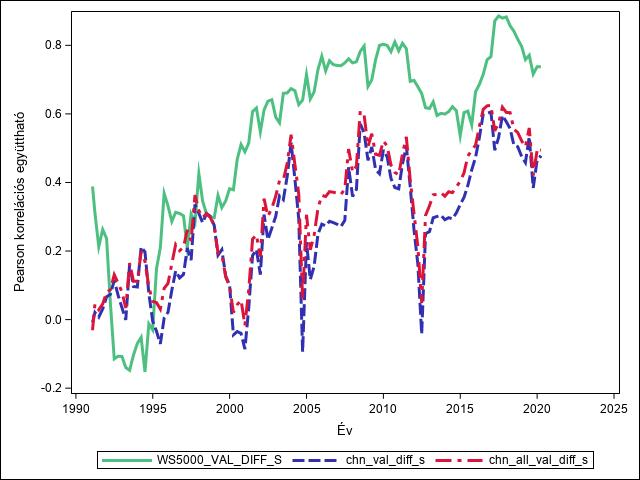 Pearson korrelációs együttható
0.8
0.6
0.4
0.2
0.0
-0.2
1990 1995 2000 2005 2010 2015 2020 2025
Év
WS5000_VAL_DIFF_S chn_val_diff_s chn_all_val_diff_s